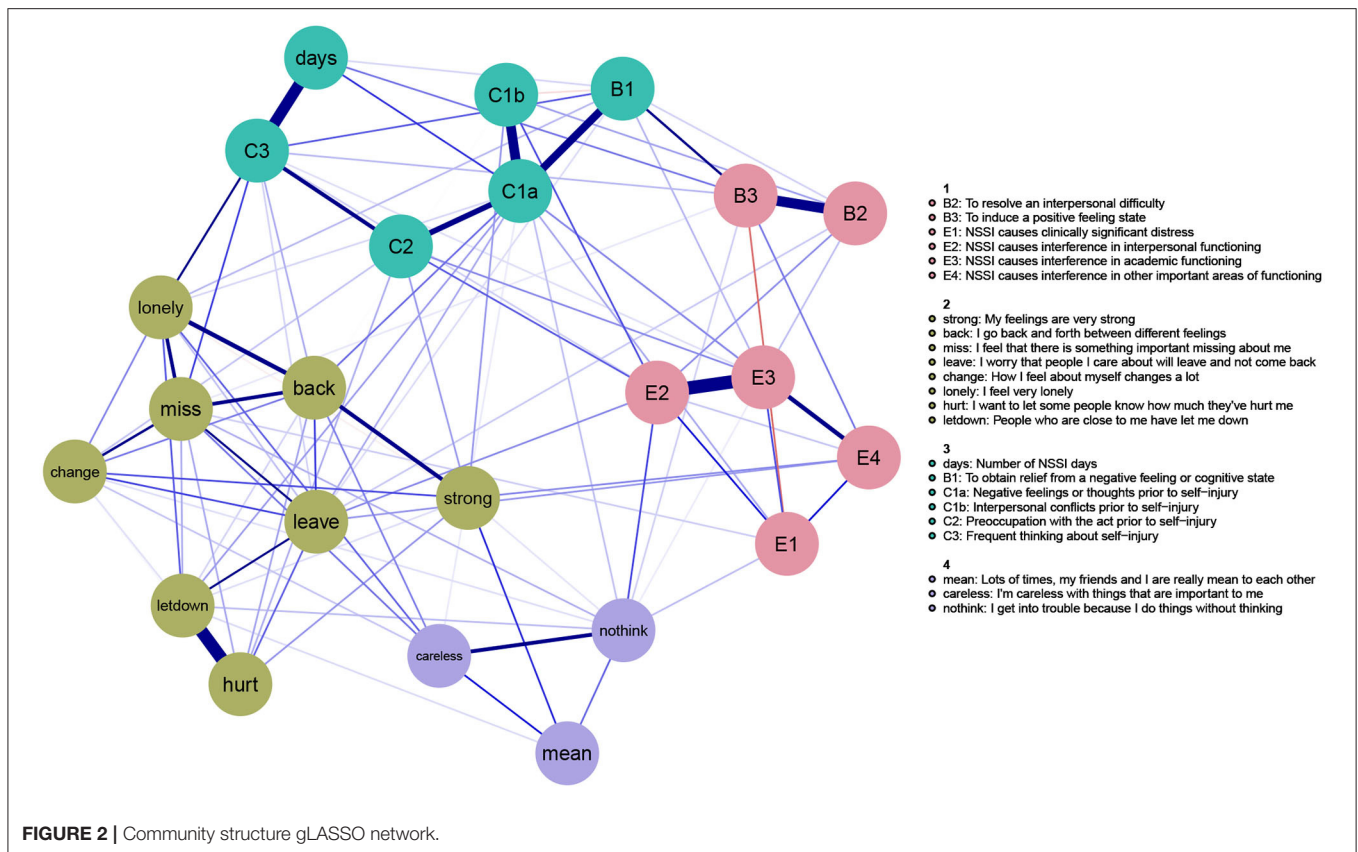 days
C1b
B1
C3
C1a
B3
B2
C2
lonely
back
E2
E3
miss
change
strong
E4
leave
E1
letdown
nothink
careless
hurt
mean
1
B2: To resolve an interpersonal difficulty
B3: To induce a positive feeling state
E1: NSSI causes clinically significant distress
E2: NSSI causes interference in interpersonal functioning
E3: NSSI causes interference in academic functioning
E4: NSSI causes interference in other important areas of functioning
2
strong: My feelings are very strong
back: I go back and forth between different feelings
miss: I feel that there is something important missing about me
leave: I worry that people I care about will leave and not come back
change: How I feel about myself changes a lot
lonely: I feel very lonely
hurt: I want to let some people know how much they've hurt me
letdown: People who are close to me have let me down
3
days: Number of NSSI days
B1: To obtain relief from a negative feeling or cognitive state
C1a: Negative feelings or thoughts prior to self−injury
C1b: Interpersonal conflicts prior to self−injury
C2: Preoccupation with the act prior to self−injury
C3: Frequent thinking about self−injury
4
mean: Lots of times, my friends and I are really mean to each other
careless: I'm careless with things that are important to me
nothink: I get into trouble because I do things without thinking
FIGURE 2 | Community structure gLASSO network.